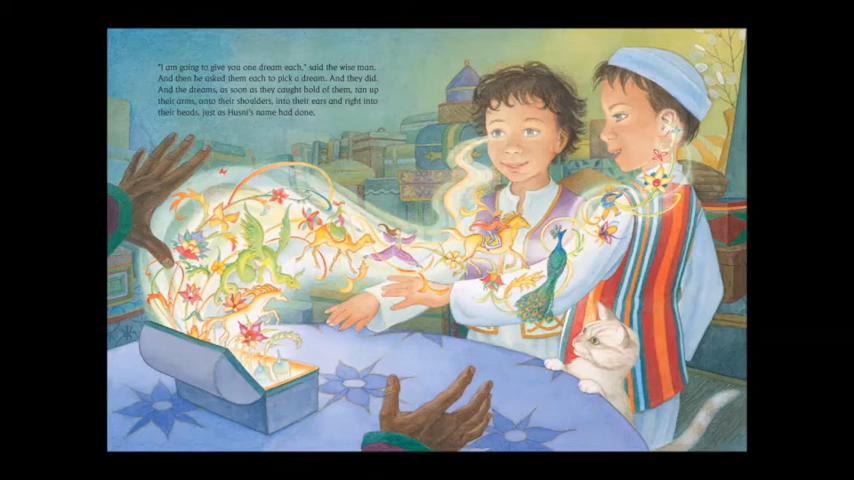 "I am going to give you one dream each," said the wise man.
And then he asked them each to pick a dream. And they did.
And the dreams, as soon as they caught hold of them, ran up
their arms, onto their shoulders, into their ears and right into
their heads, just as Husni's name had done.